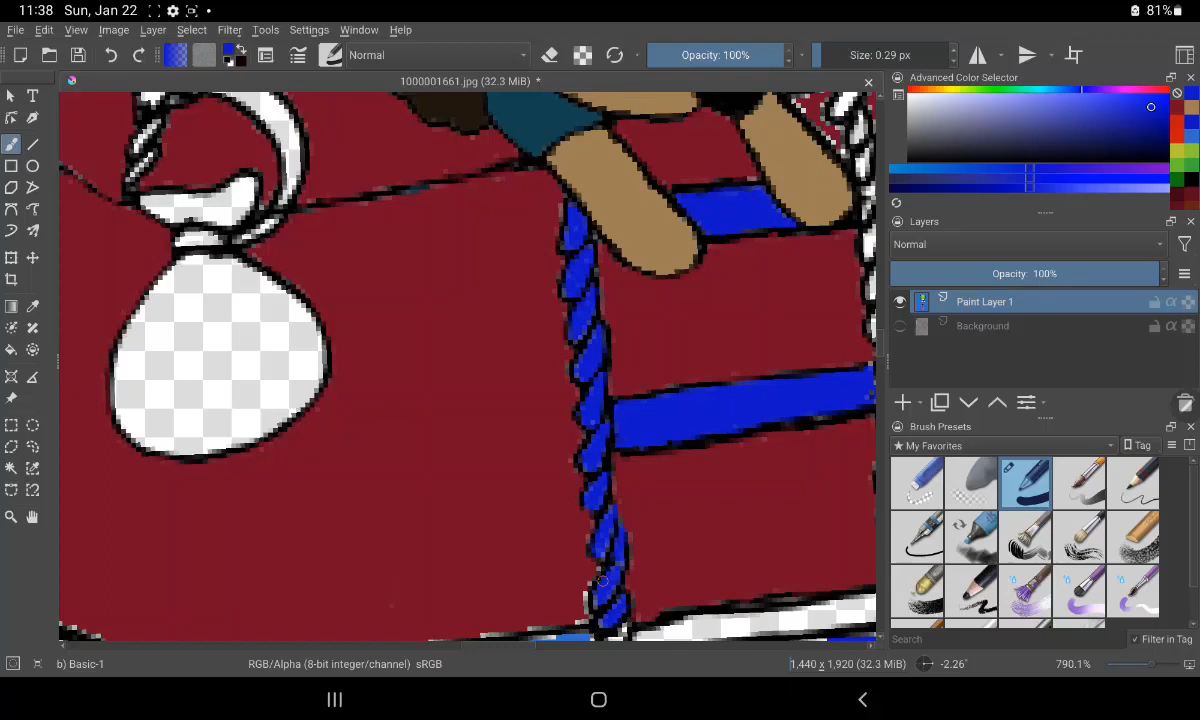 11:38 Sun, Jan 22 81%
File Edit View Image Layer Select Filter Tools Settings Window Help
Normal Opacity: 100% Size: 0.29 px
1000001661.jpg (32.3 MiB) *
Advanced Color Selector
Layers
Normal
Opacity: 100%
Paint Layer 1
Background
Brush Presets
My Favorites Tag
Search Filter in Tag
b) Basic-1 RGB/Alpha (8-bit integer/channel) sRGB 1,440 x 1,920 (32.3 MiB) -2.26° 790.1%